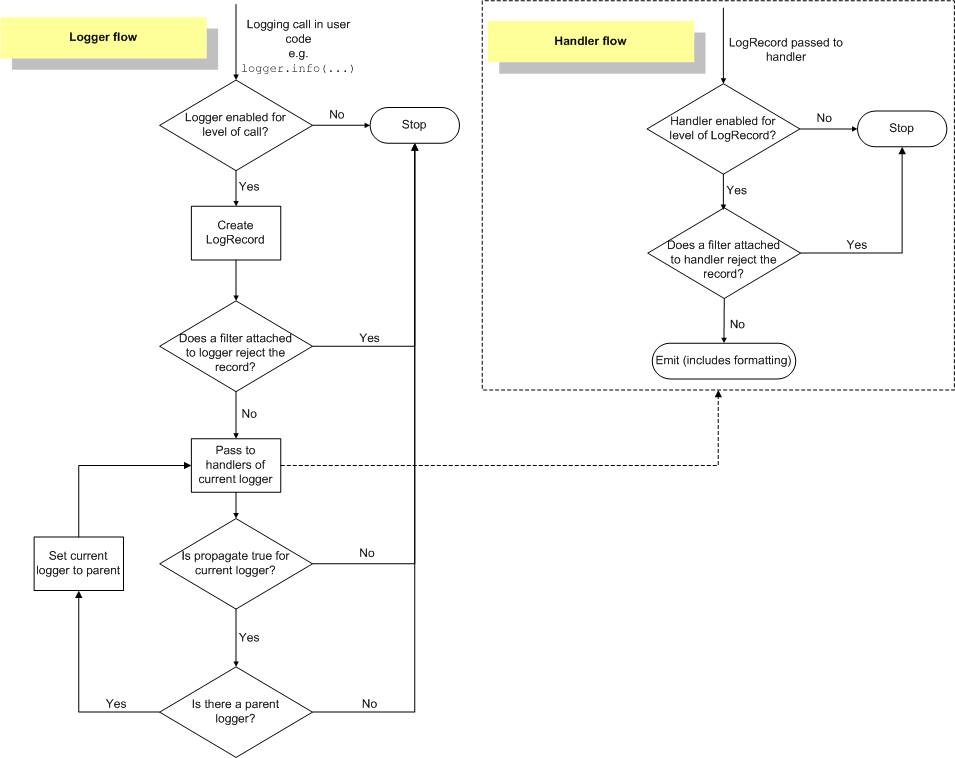 Logger flow
Logging call in user
code
e.g.
logger.info(...)
Logger enabled for
level of call?
No
Stop
Yes
Create
LogRecord
Does a filter attached
to logger reject the
record?
Yes
No
Pass to
handlers of
current logger
Set current
logger to parent
Is propagate true for
current logger?
No
Yes
Is there a parent
logger?
Yes
No
Handler flow
LogRecord passed to
handler
Handler enabled for
level of LogRecord?
No
Stop
Yes
Does a filter attached
to handler reject the
record?
Yes
No
Emit (includes formatting)